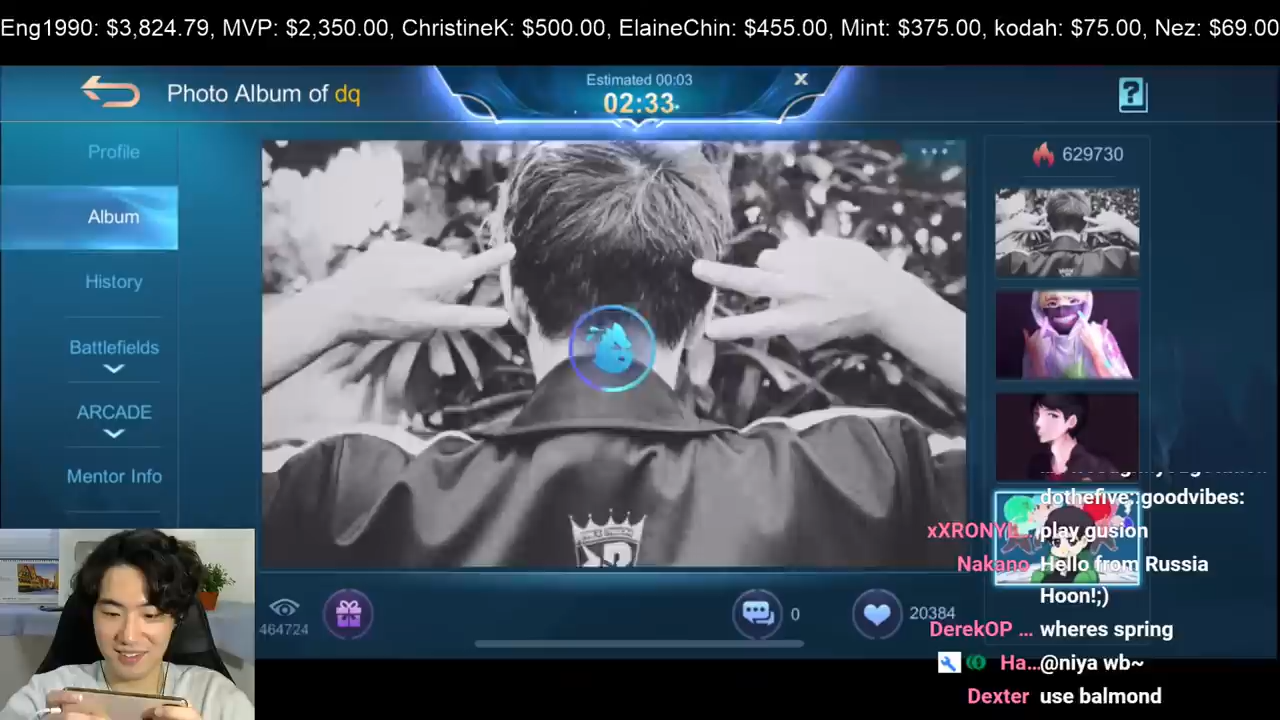 Eng1990: $3,824.79, MVP: $2,350.00, ChristineK: $500.00, ElaineChin: $455.00, Mint: $375.00, kodah: $75.00, Nez: $69.00
Photo Album of dq
Estimated 00:03
02:33
Profile
Album
History
Battlefields
ARCADE
Mentor Info
629730
464724
0
20384
dothefive::goodvibes:
xXRONYL... play gusion
Nakano Hello from Russia
Hoon!;)
DerekOP ... wheres spring
Ha... @niya wb~
Dexter use balmond